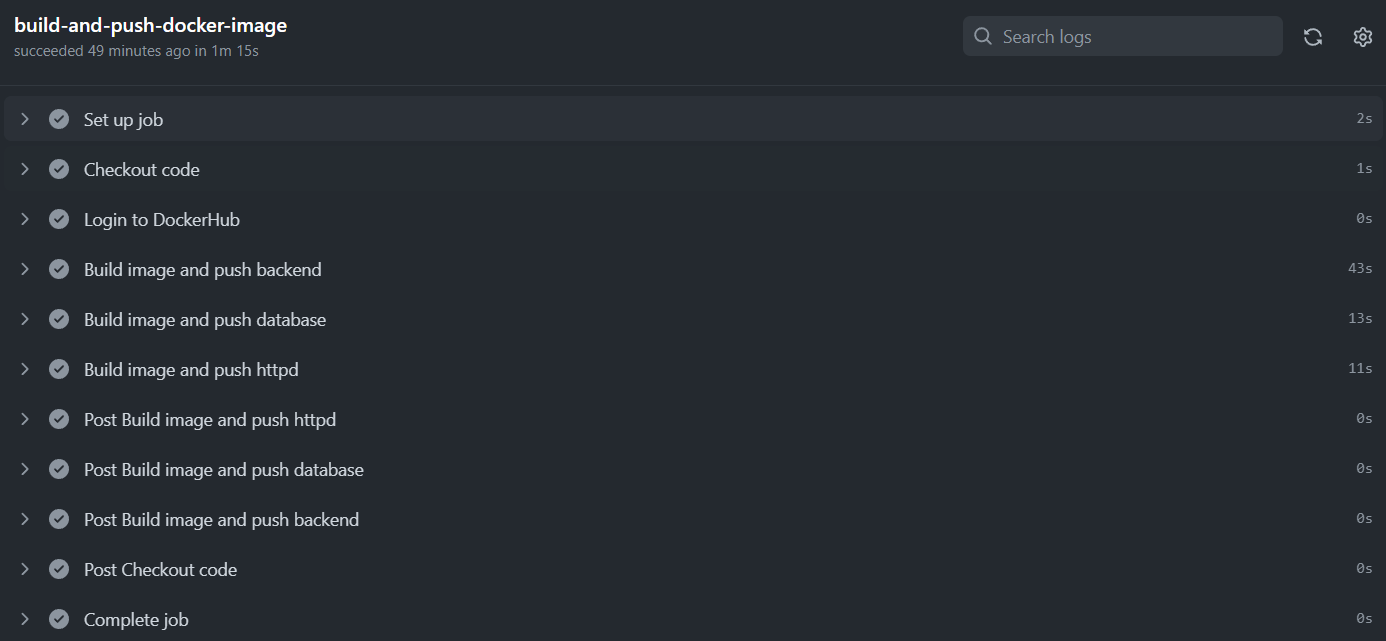 build-and-push-docker-image
succeeded 49 minutes ago in 1m 15s
Search logs
Set up job 2s
Checkout code 1s
Login to DockerHub 0s
Build image and push backend 43s
Build image and push database 13s
Build image and push httpd 11s
Post Build image and push httpd 0s
Post Build image and push database 0s
Post Build image and push backend 0s
Post Checkout code 0s
Complete job 0s